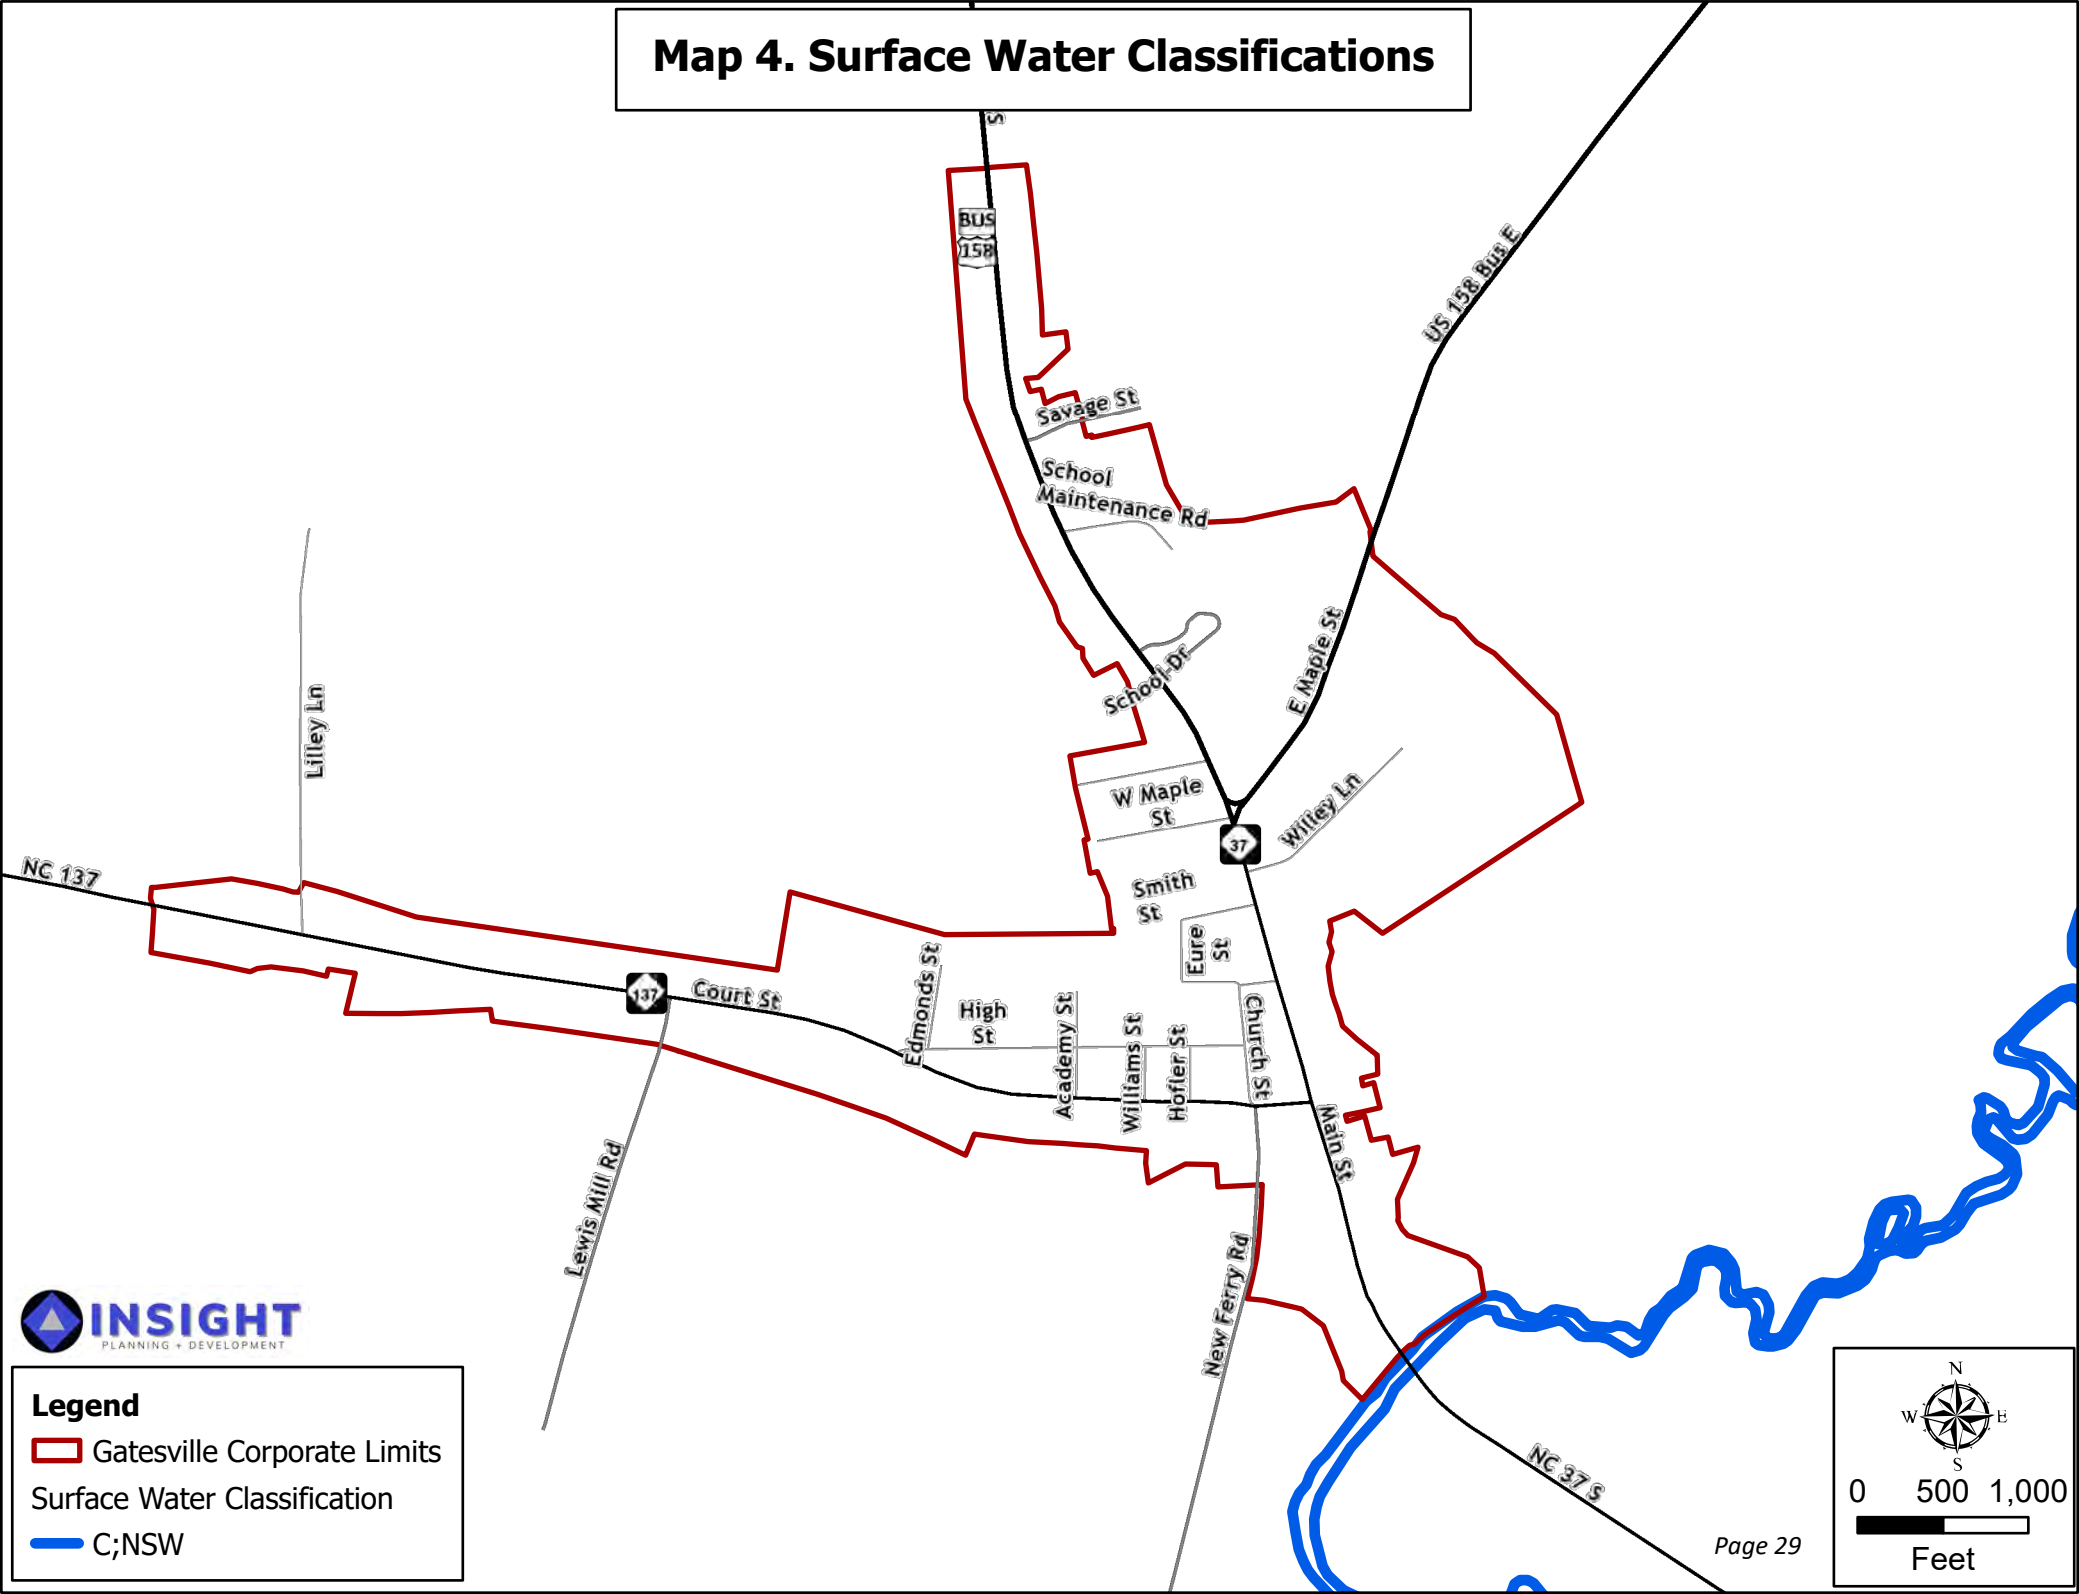 Map 4. Surface Water Classifications
S
BUS
158
US 158 Bus E
Savage St
School
Maintenance Rd
E Maple St
School Dr
Lilley Ln
W Maple
St
Willey Ln
37
NC 137
Smith
St
Eure
St
Edmonds St
137
Court St
High
St
Academy St
Williams St
Hofler St
Church St
Main St
Lewis Mill Rd
New Ferry Rd
INSIGHT
PLANNING + DEVELOPMENT
Legend
Gatesville Corporate Limits
Surface Water Classification
C;NSW
NC 37 S
Page 29
N
W E
S
0 500 1,000
Feet